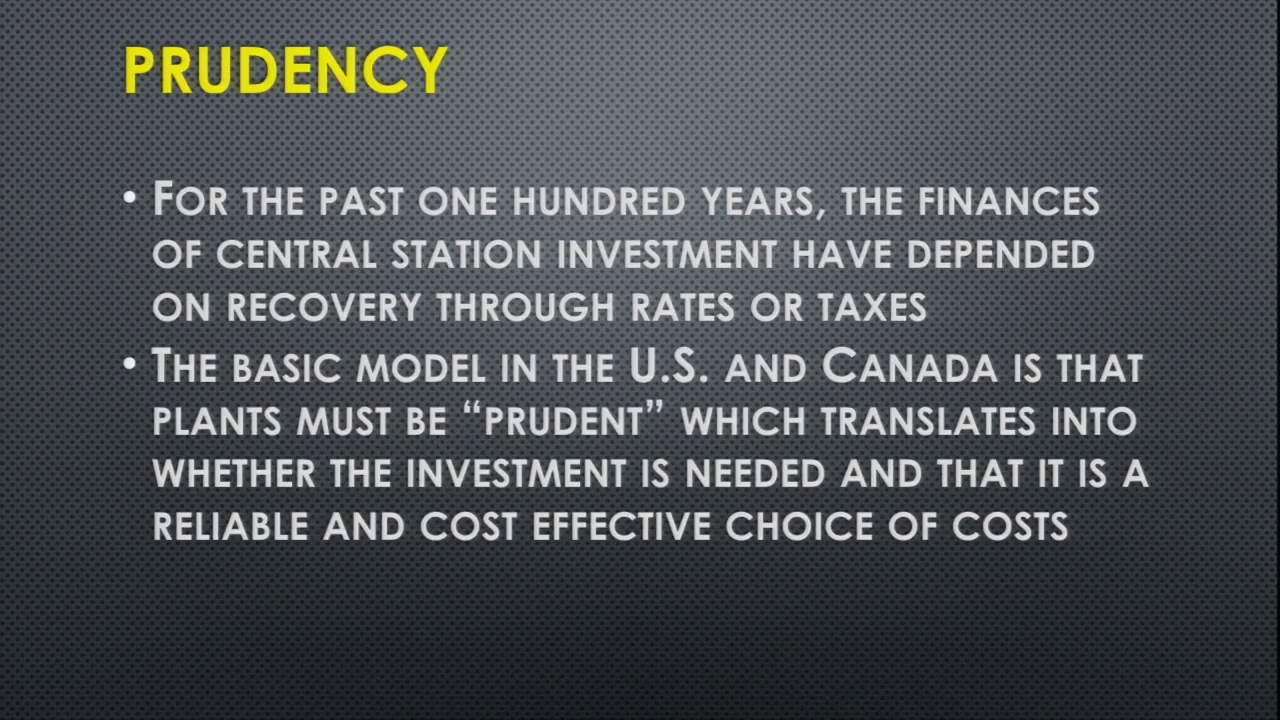 PRUDENCY
• FOR THE PAST ONE HUNDRED YEARS, THE FINANCES
OF CENTRAL STATION INVESTMENT HAVE DEPENDED
ON RECOVERY THROUGH RATES OR TAXES
• THE BASIC MODEL IN THE U.S. AND CANADA IS THAT
PLANTS MUST BE “PRUDENT” WHICH TRANSLATES INTO
WHETHER THE INVESTMENT IS NEEDED AND THAT IT IS A
RELIABLE AND COST EFFECTIVE CHOICE OF COSTS